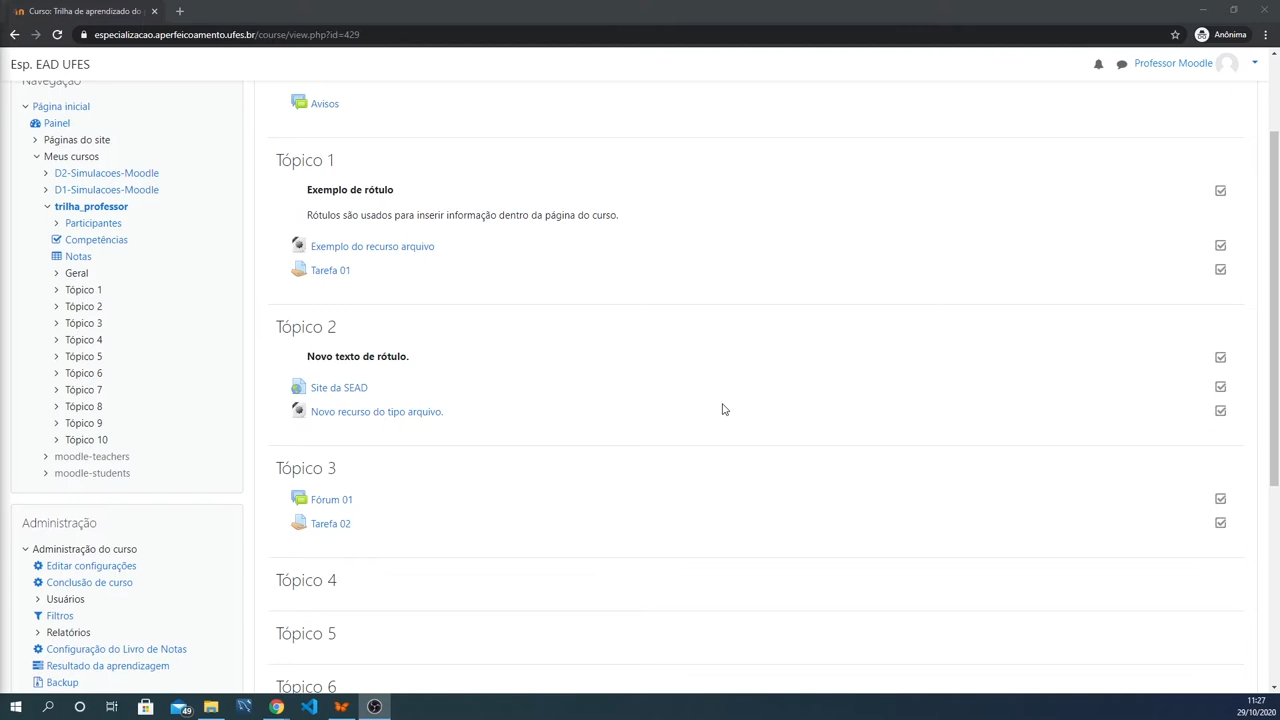 Curso: Trilha de aprendizado do
especializacao.aperfeicoamento.ufes.br/course/view.php?id=429
Anônima
Esp. EAD UFES
Professor Moodle
Navegação
Página inicial
Painel
Páginas do site
Meus cursos
D2-Simulacoes-Moodle
D1-Simulacoes-Moodle
trilha_professor
Participantes
Competências
Notas
Geral
Tópico 1
Tópico 2
Tópico 3
Tópico 4
Tópico 5
Tópico 6
Tópico 7
Tópico 8
Tópico 9
Tópico 10
moodle-teachers
moodle-students
Administração
Administração do curso
Editar configurações
Conclusão de curso
Usuários
Filtros
Relatórios
Configuração do Livro de Notas
Resultado da aprendizagem
Backup
Avisos
Tópico 1
Exemplo de rótulo
Rótulos são usados para inserir informação dentro da página do curso.
Exemplo do recurso arquivo
Tarefa 01
Tópico 2
Novo texto de rótulo.
Site da SEAD
Novo recurso do tipo arquivo.
Tópico 3
Fórum 01
Tarefa 02
Tópico 4
Tópico 5
Tópico 6
49
11:27
29/10/2020